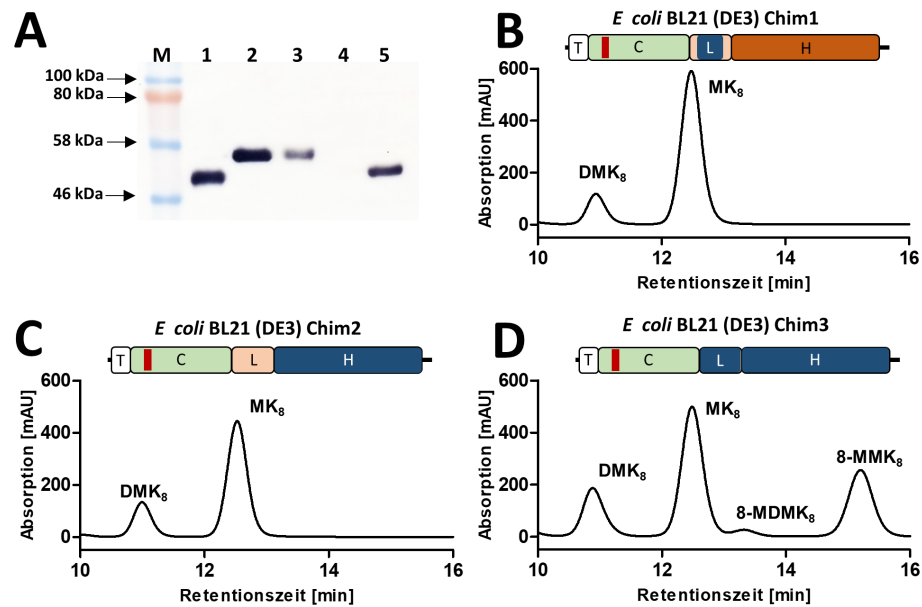 A
M 1 2 3 4 5
100 kDa
80 kDa
58 kDa
46 kDa
B
E coli BL21 (DE3) Chim1
T C L H
600
400
200
0
Absorption [mAU]
DMK₈
MK₈
10 12 14 16
Retentionszeit [min]
C
E coli BL21 (DE3) Chim2
T C L H
600
400
200
0
Absorption [mAU]
DMK₈
MK₈
10 12 14 16
Retentionszeit [min]
D
E coli BL21 (DE3) Chim3
T C L H
600
400
200
0
Absorption [mAU]
DMK₈
MK₈
8-MDMK₈
8-MMK₈
10 12 14 16
Retentionszeit [min]